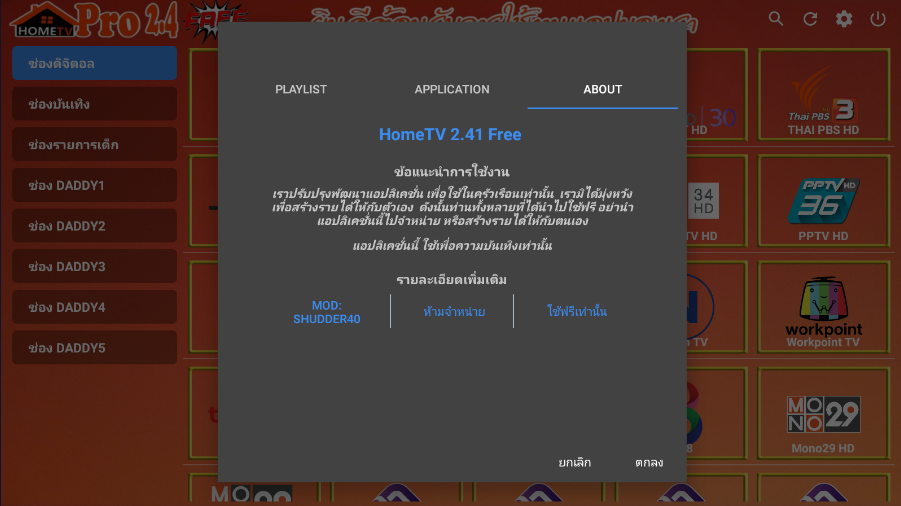 HOMETV Pro 2.4
FREE
ช่องดิจิตอล
ช่องบันเทิง
ช่องรายการเด็ก
ช่อง DADDY1
ช่อง DADDY2
ช่อง DADDY3
ช่อง DADDY4
ช่อง DADDY5
PLAYLIST
APPLICATION
ABOUT
HomeTV 2.41 Free
ข้อแนะนำการใช้งาน
เราปรับปรุงพัฒนาแอปลิเคชั่น เพื่อใช้ในครัวเรือนเท่านั้น เรามิได้มุ่งหวัง
เพื่อสร้างรายได้ให้กับตัวเอง ดังนั้นท่านทั้งหลายที่ได้นำไปใช้ฟรี อย่านำ
แอปลิเคชั่นนี้ไปจำหน่าย หรือสร้างรายได้ให้กับตนเอง
แอปลิเคชั่นนี้ ใช้เพื่อความบันเทิงเท่านั้น
รายละเอียดเพิ่มเติม
MOD:
SHUDDER40
ห้ามจำหน่าย
ใช้ฟรีเท่านั้น
ยกเลิก
ตกลง
30
HD
Thai PBS 3
THAI PBS HD
34
HD
TV HD
PPTV HD
36
PPTV HD
TV
workpoint
Workpoint TV
8
MONO 29
Mono29 HD